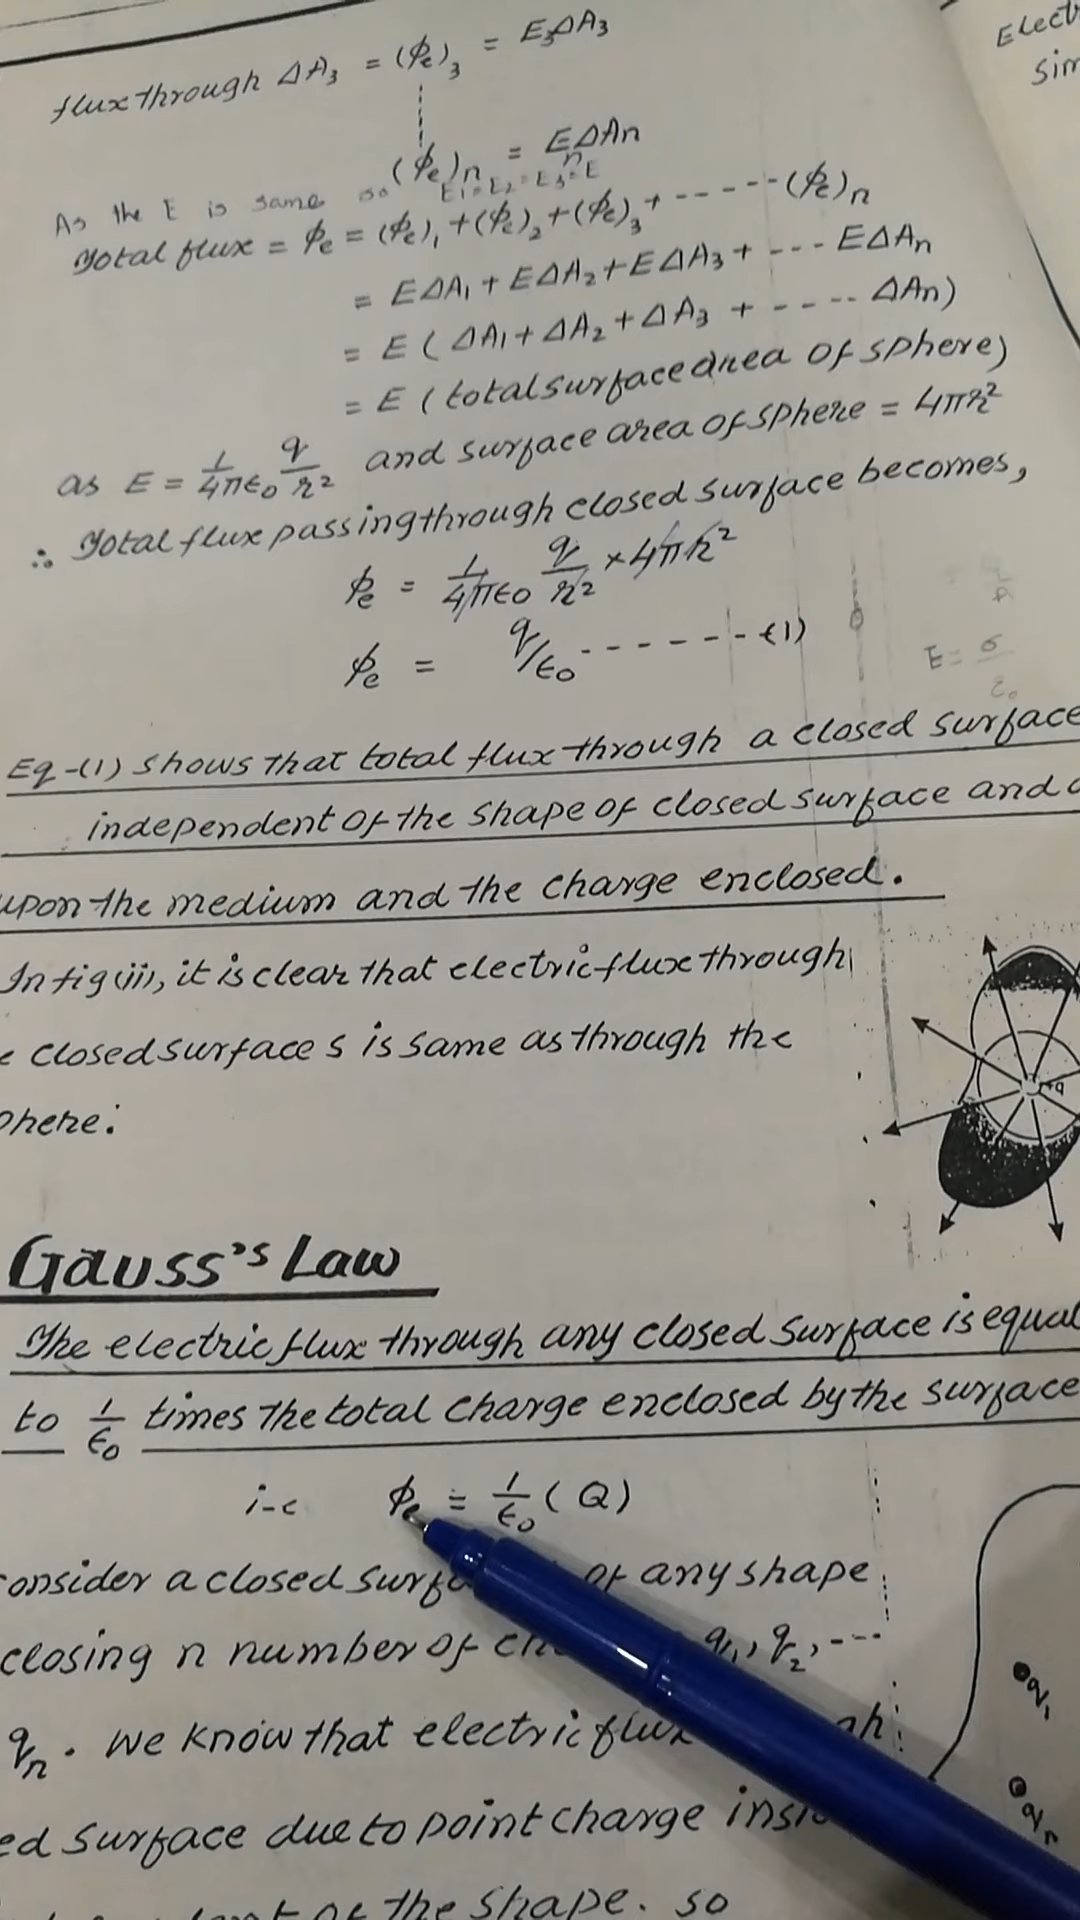 Elect
sim
flux through ΔA₃ = (ϕₑ)₃ = E₃ΔA₃
(ϕₑ)n = EnΔAn
As the E is same so E₁=E₂=E₃=E
Total flux = ϕₑ = (ϕₑ)₁ + (ϕₑ)₂ + (ϕₑ)₃ + ------ (ϕₑ)n
= EΔA₁ + EΔA₂ + EΔA₃ + --- EΔAn
= E ( ΔA₁ + ΔA₂ + ΔA₃ + ----- ΔAn)
= E ( total surface area of sphere)
as E = 1/4πϵ₀ q/r² and surface area of sphere = 4πr²
∴ Total flux passing through closed surface becomes,
ϕₑ = 1/4πϵ₀ q/r² × 4πr²
ϕₑ = q/ϵ₀ ------- (1)
E = σ/ε₀
Eq-(1) shows that total flux through a closed surface
independent of the shape of closed surface and d
upon the medium and the charge enclosed.
In fig (ii), it is clear that electric flux through
e closed surface s is same as through the
phere:
+q
Gauss's Law
The electric flux through any closed surface is equal
to 1/ϵ₀ times the total charge enclosed by the surface
i-e ϕₑ = 1/ϵ₀ ( Q )
onsider a closed surf of any shape
closing n number of q₁, q₂, ---
q₁
qn. We know that electric flux
qn
ed surface due to point charge insi
of the shape. so